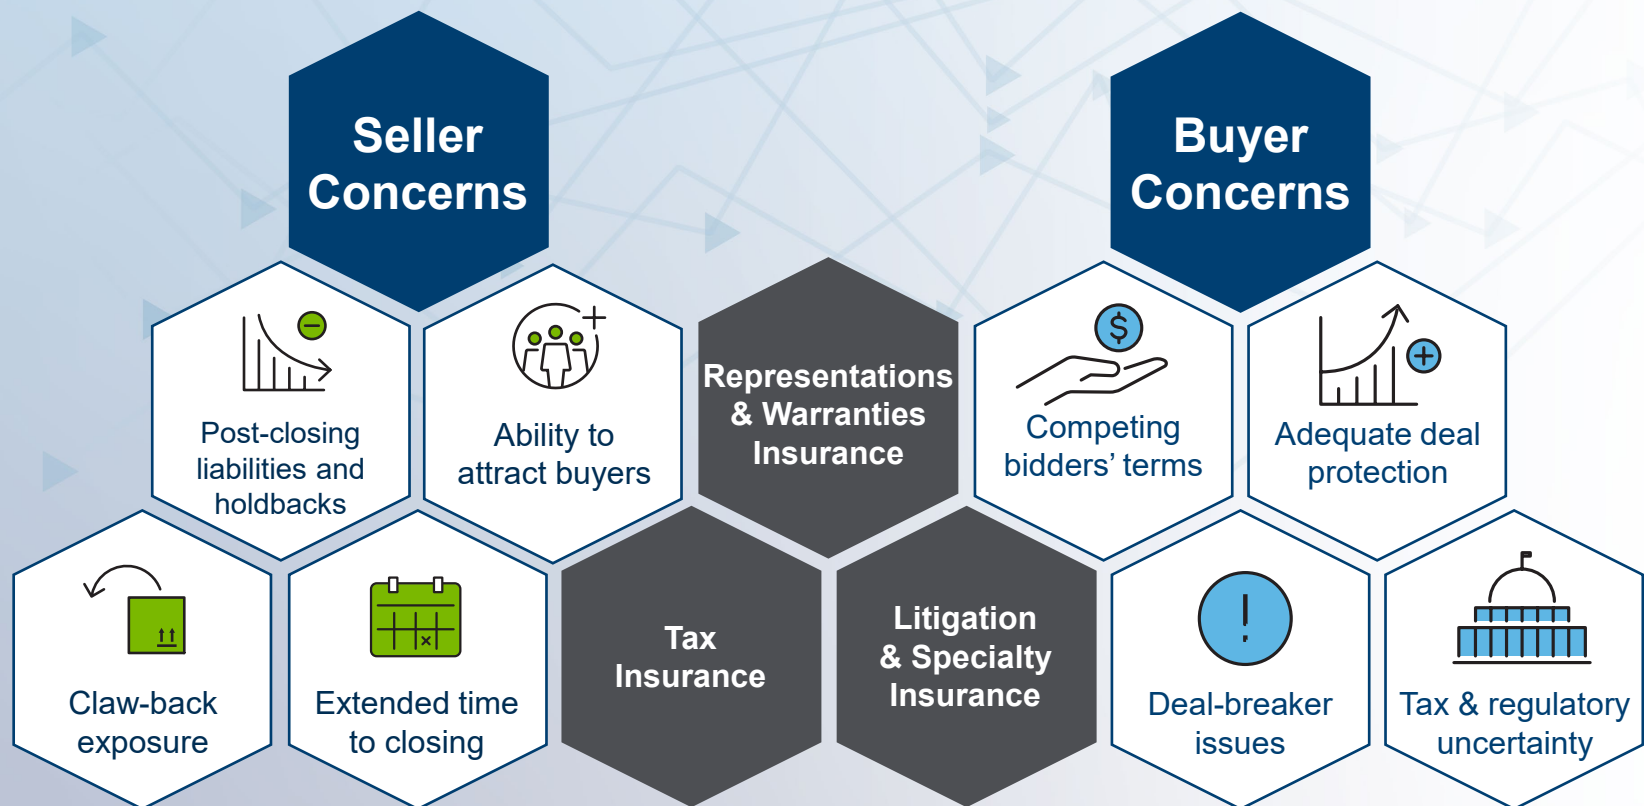 Seller
Concerns
Buyer
Concerns
Post-closing
liabilities and
holdbacks
Ability to
attract buyers
Representations
& Warranties
Insurance
$
Competing
bidders’ terms
Adequate deal
protection
Claw-back
exposure
Extended time
to closing
Tax
Insurance
Litigation
& Specialty
Insurance
!
Deal-breaker
issues
Tax & regulatory
uncertainty